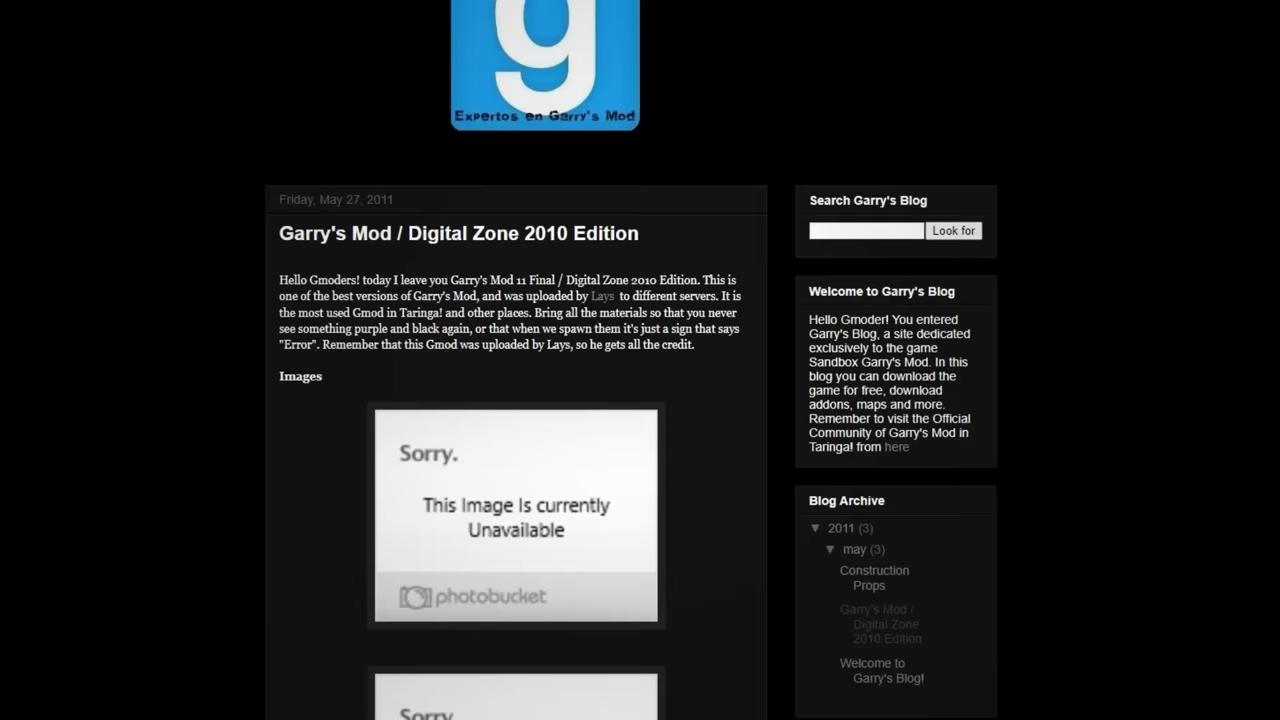 g
Expertos en Garry's Mod
Friday, May 27, 2011
Garry's Mod / Digital Zone 2010 Edition
Hello Gmoders! today I leave you Garry's Mod 11 Final / Digital Zone 2010 Edition. This is
one of the best versions of Garry's Mod, and was uploaded by Lays to different servers. It is
the most used Gmod in Taringa! and other places. Bring all the materials so that you never
see something purple and black again, or that when we spawn them it's just a sign that says
"Error". Remember that this Gmod was uploaded by Lays, so he gets all the credit.
Images
Sorry.
This Image Is currently
Unavailable
photobucket
Sorry.
Search Garry's Blog
Look for
Welcome to Garry's Blog
Hello Gmoder! You entered
Garry's Blog, a site dedicated
exclusively to the game
Sandbox Garry's Mod. In this
blog you can download the
game for free, download
addons, maps and more.
Remember to visit the Official
Community of Garry's Mod in
Taringa! from here
Blog Archive
▼ 2011 (3)
▼ may (3)
Construction
Props
Garry's Mod /
Digital Zone
2010 Edition
Welcome to
Garry's Blog!